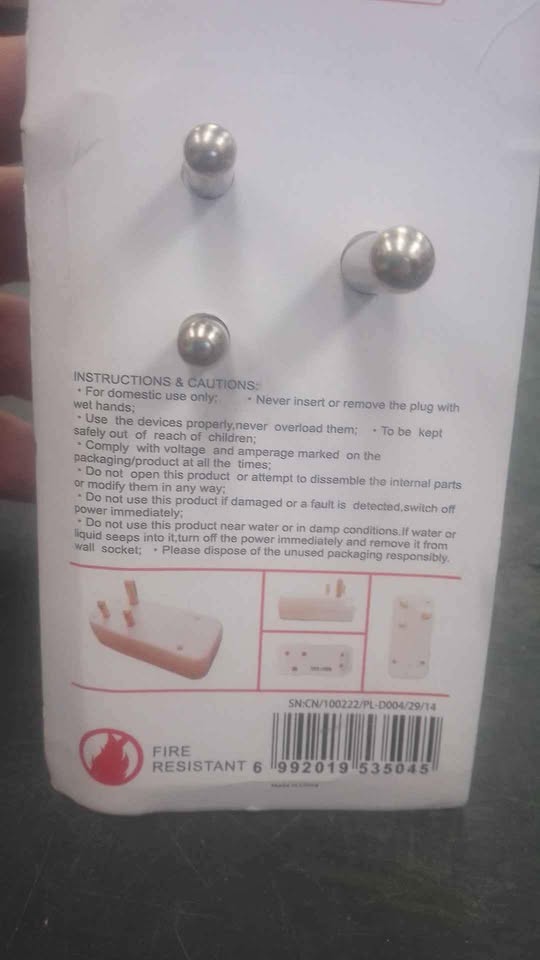 INSTRUCTIONS & CAUTIONS:
• For domestic use only; • Never insert or remove the plug with
wet hands;
• Use the devices properly,never overload them; • To be kept
safely out of reach of children;
• Comply with voltage and amperage marked on the
packaging/product at all the times;
• Do not open this product or attempt to dissemble the internal parts
or modify them in any way;
• Do not use this product if damaged or a fault is detected,switch off
power immediately;
• Do not use this product near water or in damp conditions.If water or
liquid seeps into it,turn off the power immediately and remove it from
wall socket; • Please dispose of the unused packaging responsibly.
SN:CN/100222/PL-D004/29/14
FIRE
RESISTANT
6 992019 535045
Made in China